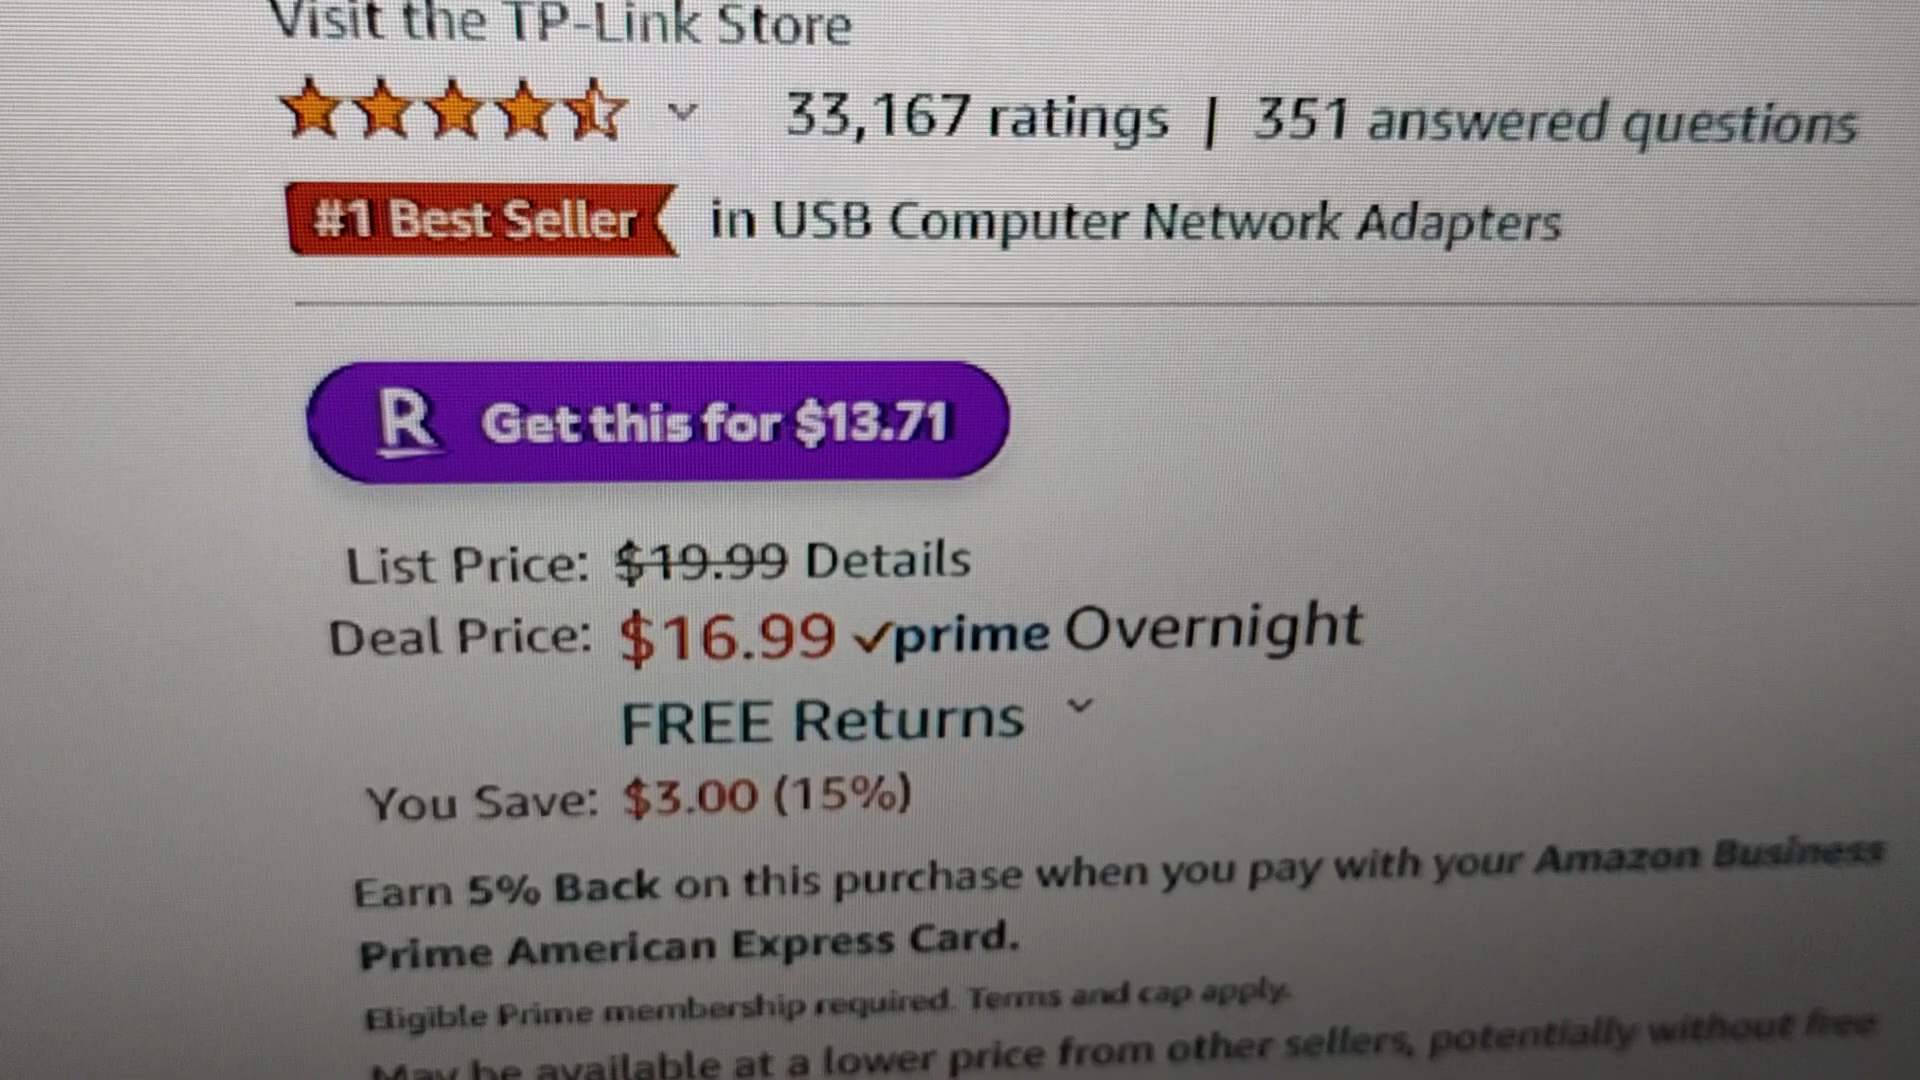 Visit the TP-Link Store
33,167 ratings | 351 answered questions
#1 Best Seller in USB Computer Network Adapters
R Get this for $13.71
List Price: $19.99 Details
Deal Price: $16.99 prime Overnight
FREE Returns
You Save: $3.00 (15%)
Earn 5% Back on this purchase when you pay with your Amazon Business
Prime American Express Card.
Eligible Prime membership required. Terms and cap apply.
May be available at a lower price from other sellers, potentially without free